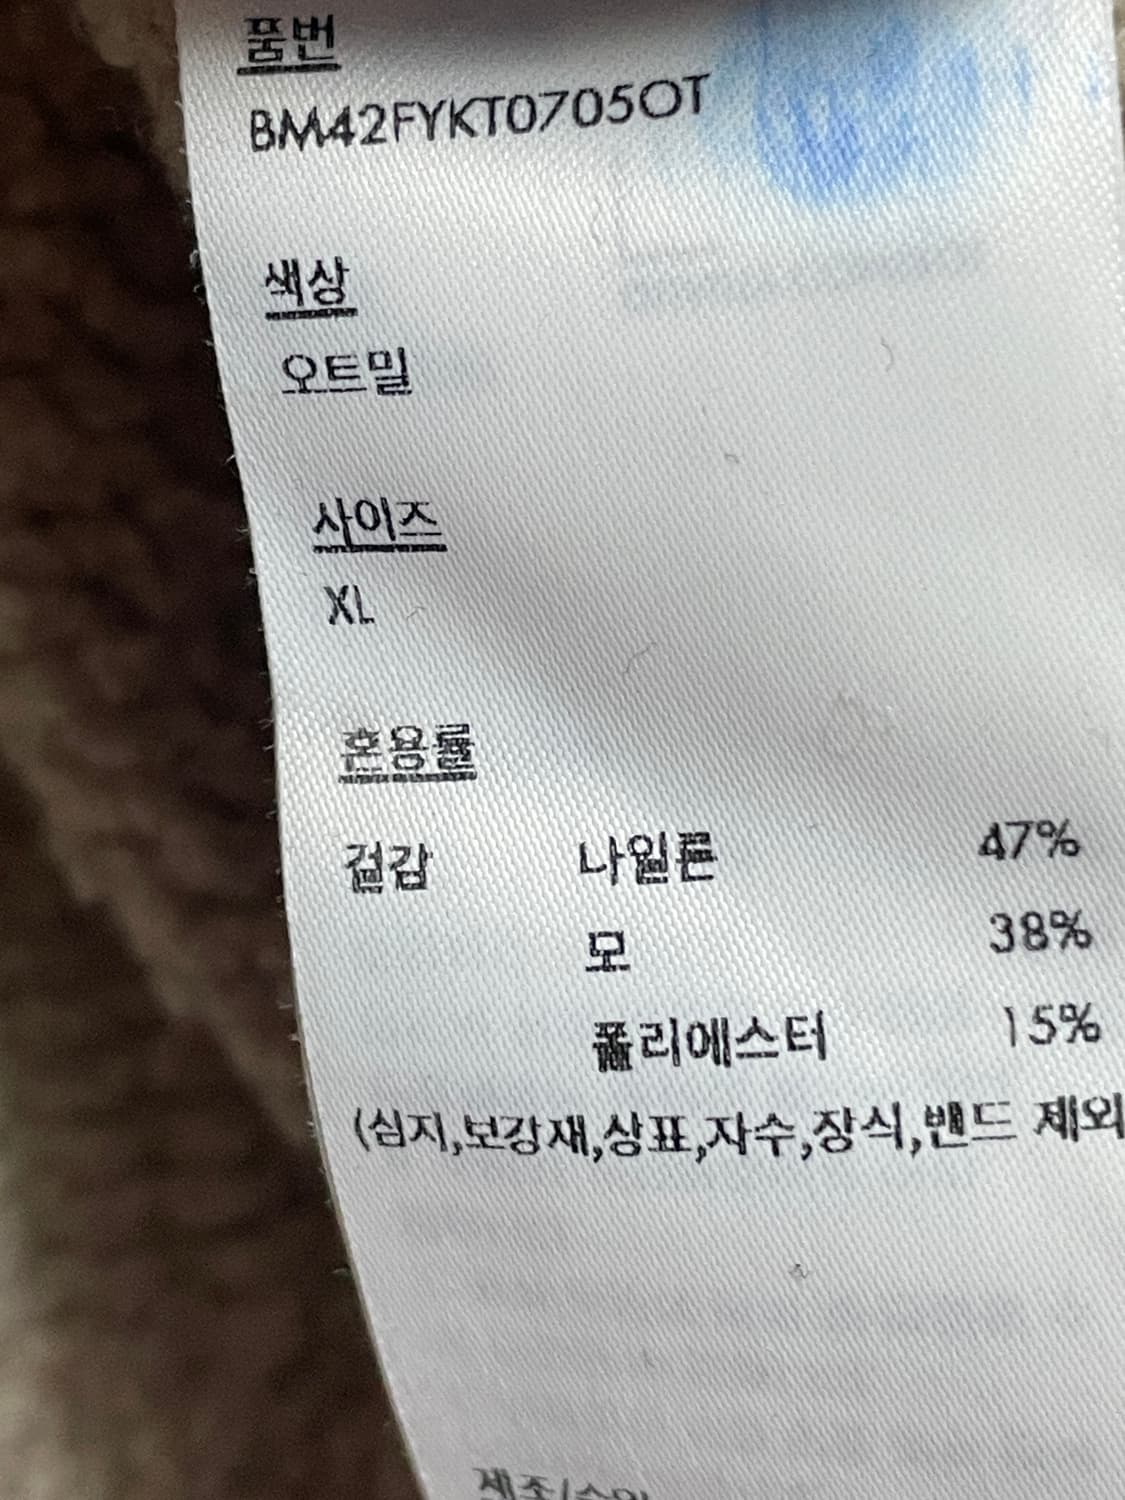 품번
BM42FYKT0705OT
색상
오트밀
사이즈
XL
혼용률
겉감 나일론 47%
모 38%
폴리에스터 15%
(심지,보강재,상표,자수,장식,밴드 제외